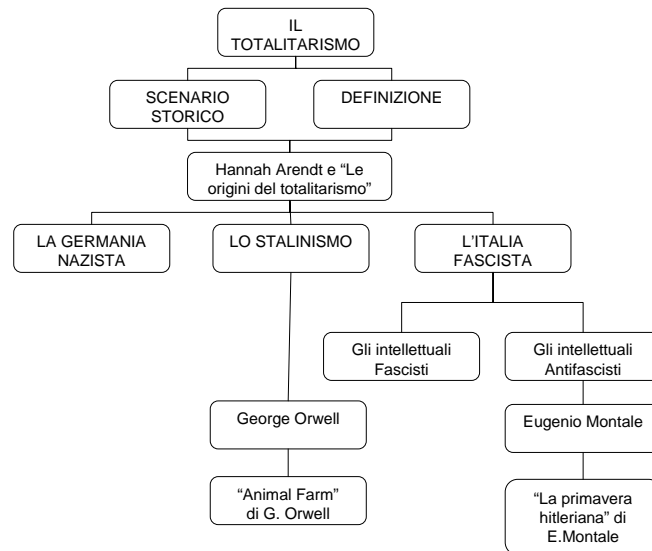 IL
TOTALITARISMO
SCENARIO
STORICO
DEFINIZIONE
Hannah Arendt e “Le
origini del totalitarismo”
LA GERMANIA
NAZISTA
LO STALINISMO
L’ITALIA
FASCISTA
Gli intellettuali
Fascisti
Gli intellettuali
Antifascisti
George Orwell
Eugenio Montale
“Animal Farm”
di G. Orwell
“La primavera
hitleriana” di
E.Montale